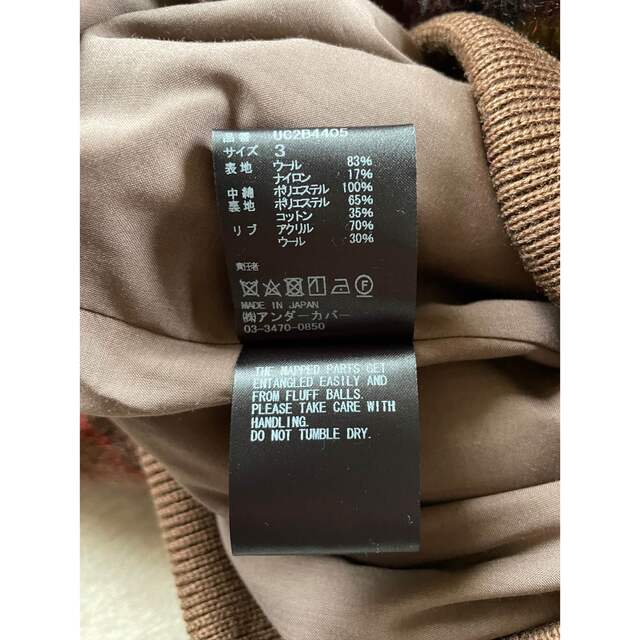 品番 UC2B4405
サイズ 3
表地 ウール 83%
ナイロン 17%
中綿 ポリエステル 100%
裏地 ポリエステル 65%
コットン 35%
リブ アクリル 70%
ウール 30%
責任者
MADE IN JAPAN
㈱アンダーカバー
03-3470-0850
THE NAPPED PARTS GET
ENTANGLED EASILY AND
FROM FLUFF BALLS.
PLEASE TAKE CARE WITH
HANDLING.
DO NOT TUMBLE DRY.